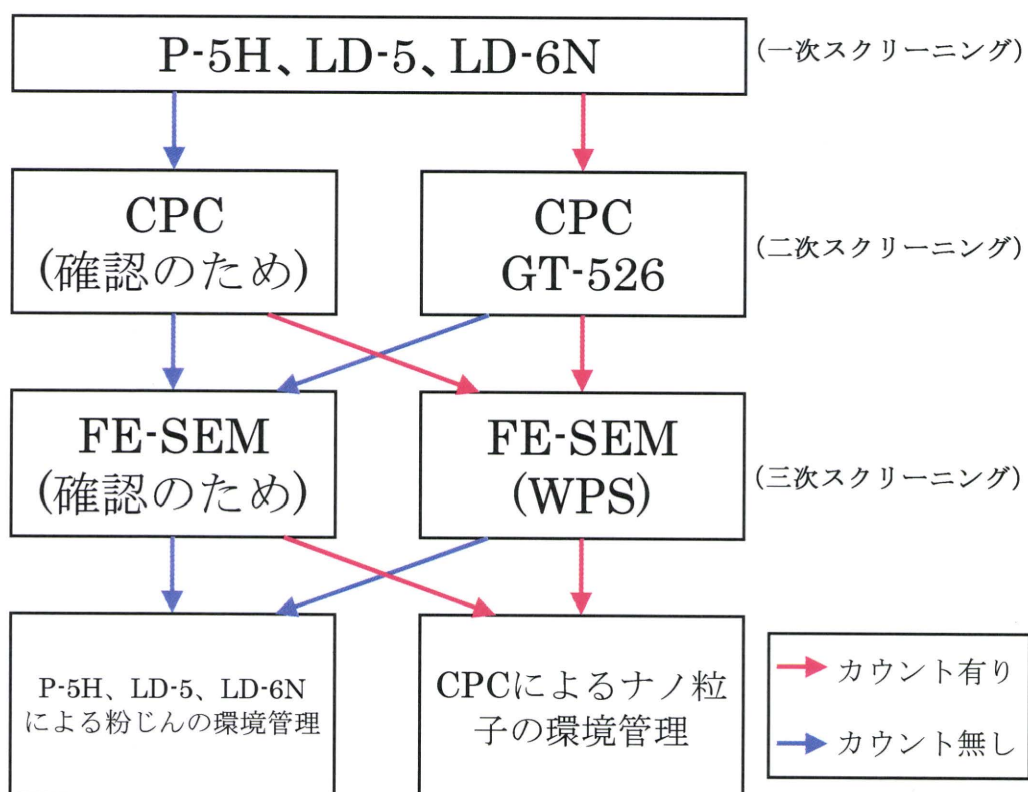 P-5H、LD-5、LD-6N
(一次スクリーニング)
CPC
(確認のため)
CPC
GT-526
(二次スクリーニング)
FE-SEM
(確認のため)
FE-SEM
(WPS)
(三次スクリーニング)
P-5H、LD-5、LD-6N
による粉じんの環境管理
CPCによるナノ粒
子の環境管理
カウント有り
カウント無し